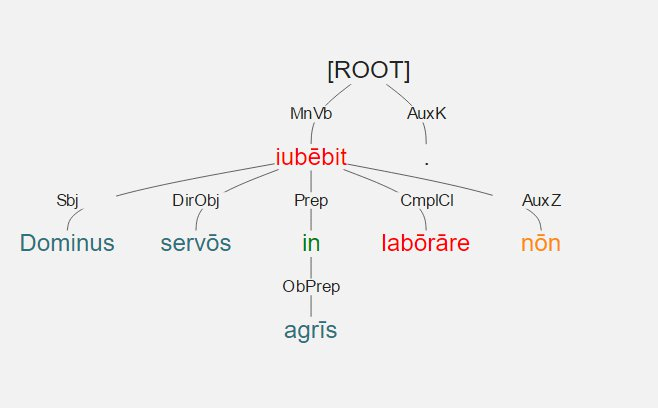 [ROOT]
MnVb AuxK
iubēbit .
Sbj DirObj Prep CmplCl AuxZ
Dominus servōs in labōrāre nōn
ObPrep
agrīs